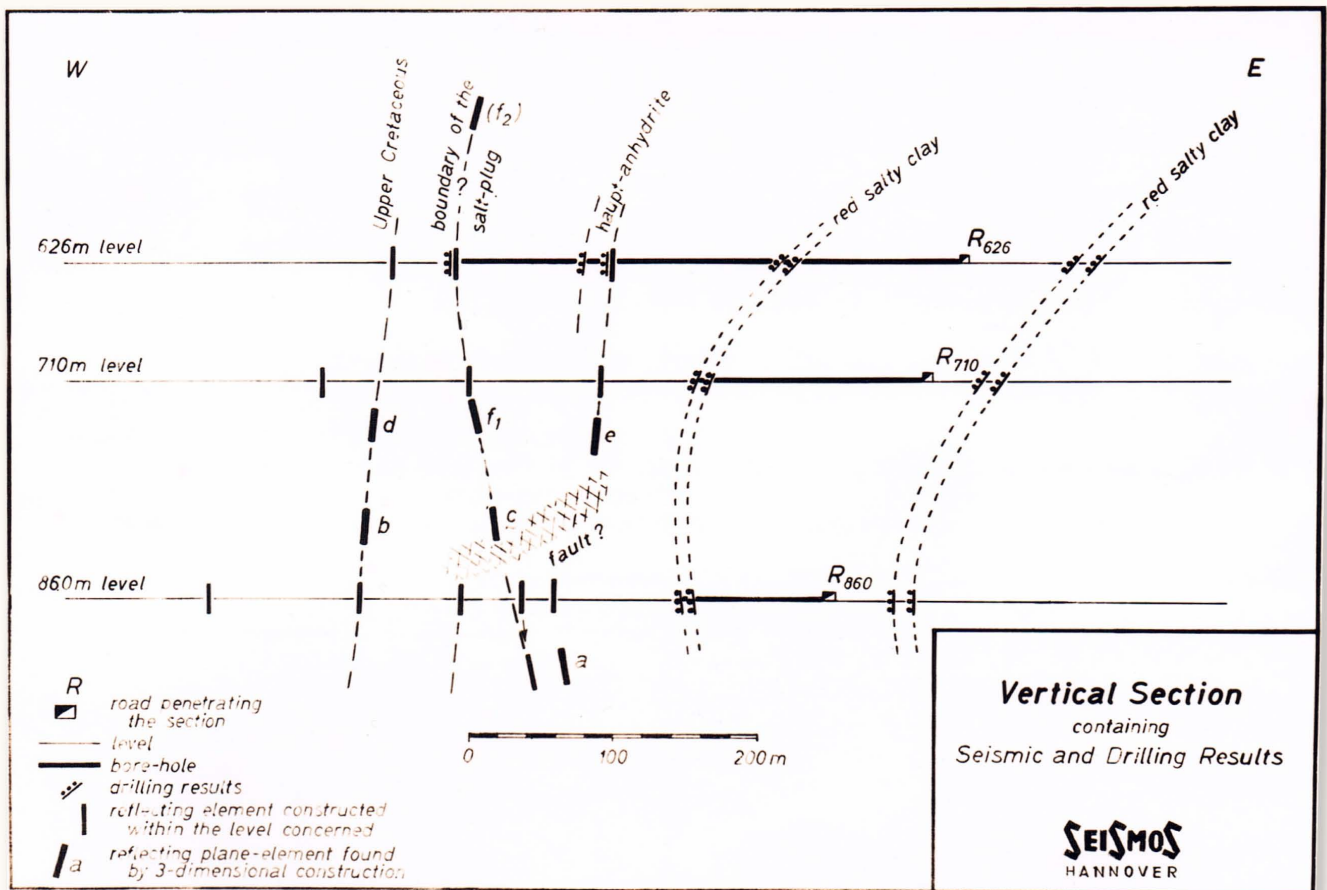 W
E
Upper Cretaceous
boundary of the
salt-plug
?
(f₂)
haupt-anhydrite
red salty clay
red salty clay
626m level
R₆₂₆
710m level
R₇₁₀
d
f₁
e
b
c
fault ?
860m level
R₈₆₀
a
R
road penetrating
the section
level
bore-hole
drilling results
reflecting element constructed
within the level concerned
a
reflecting plane-element found
by 3-dimensional construction
0 100 200m
Vertical Section
containing
Seismic and Drilling Results
SEISMOS
HANNOVER